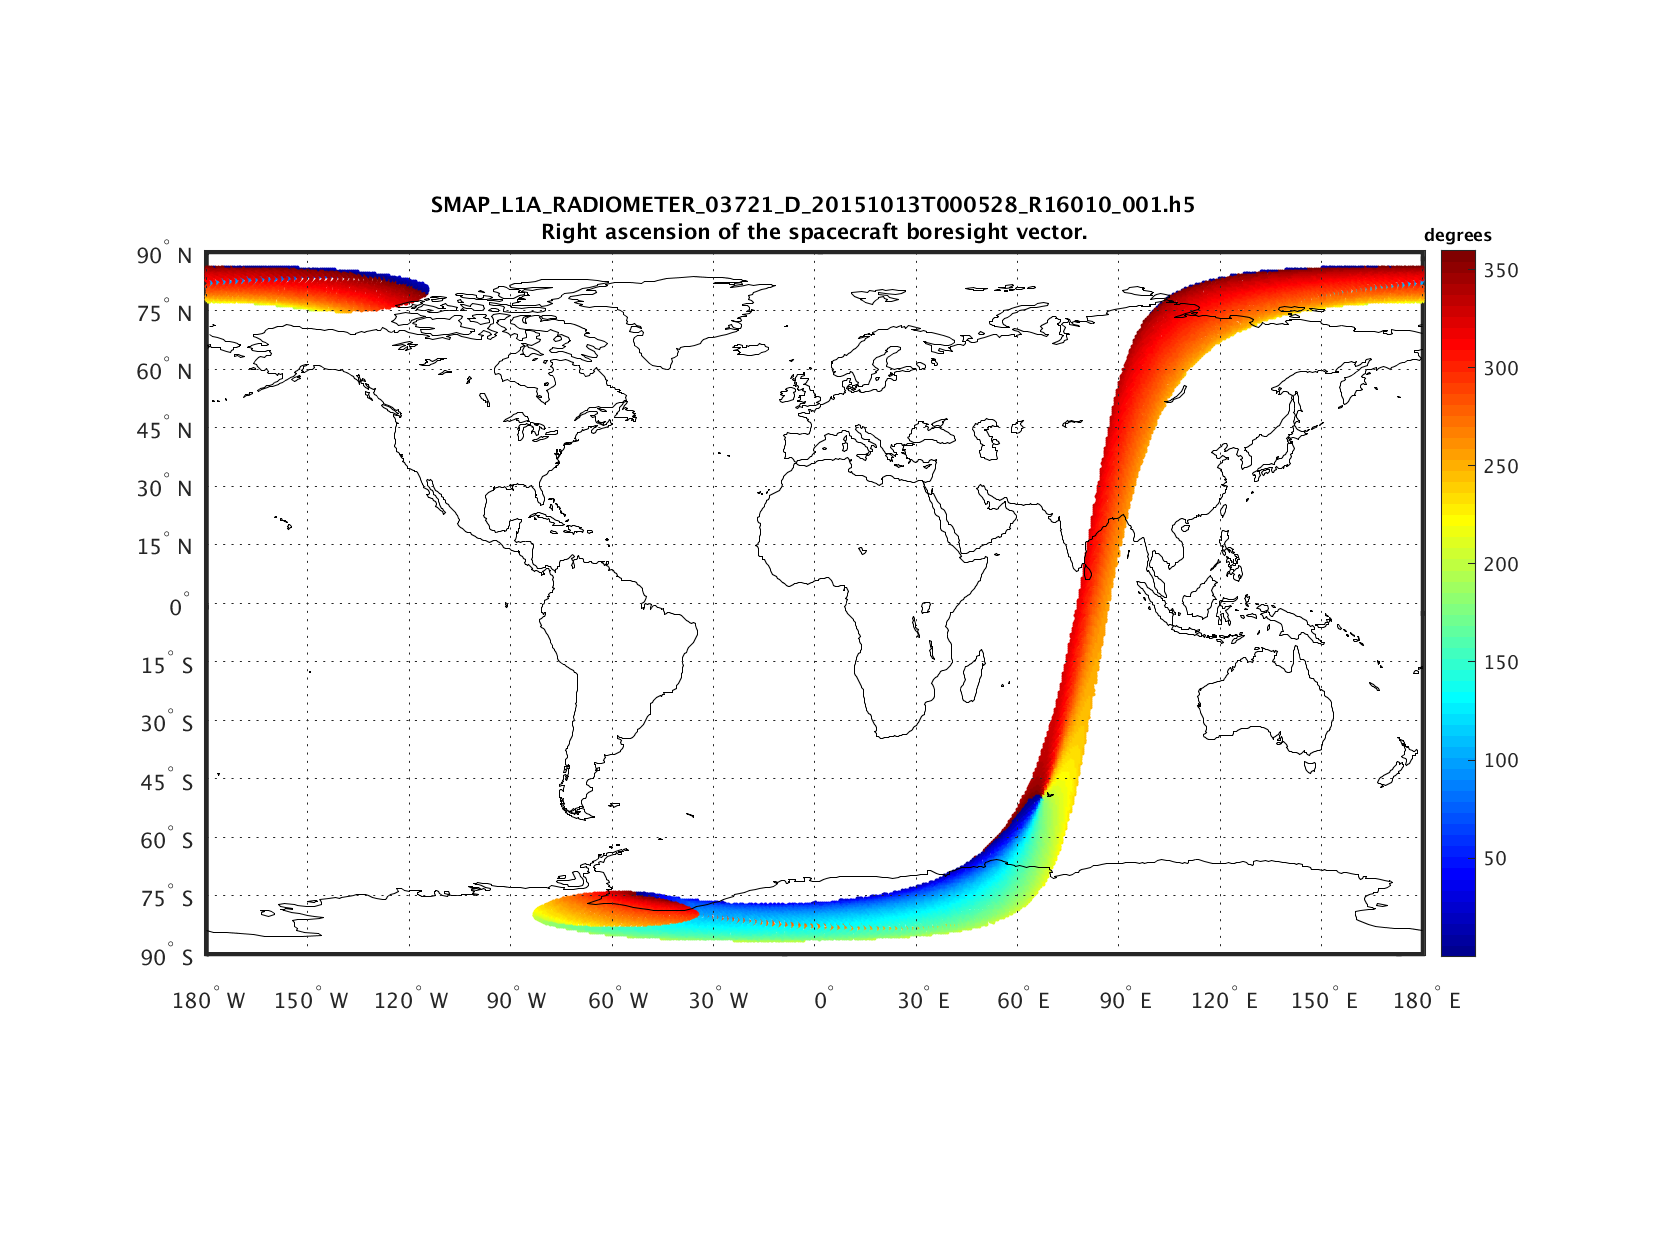 SMAP_L1A_RADIOMETER_03721_D_20151013T000528_R16010_001.h5
Right ascension of the spacecraft boresight vector.
degrees
90° N
75° N
60° N
45° N
30° N
15° N
0°
15° S
30° S
45° S
60° S
75° S
90° S
180° W 150° W 120° W 90° W 60° W 30° W 0° 30° E 60° E 90° E 120° E 150° E 180° E
350
300
250
200
150
100
50